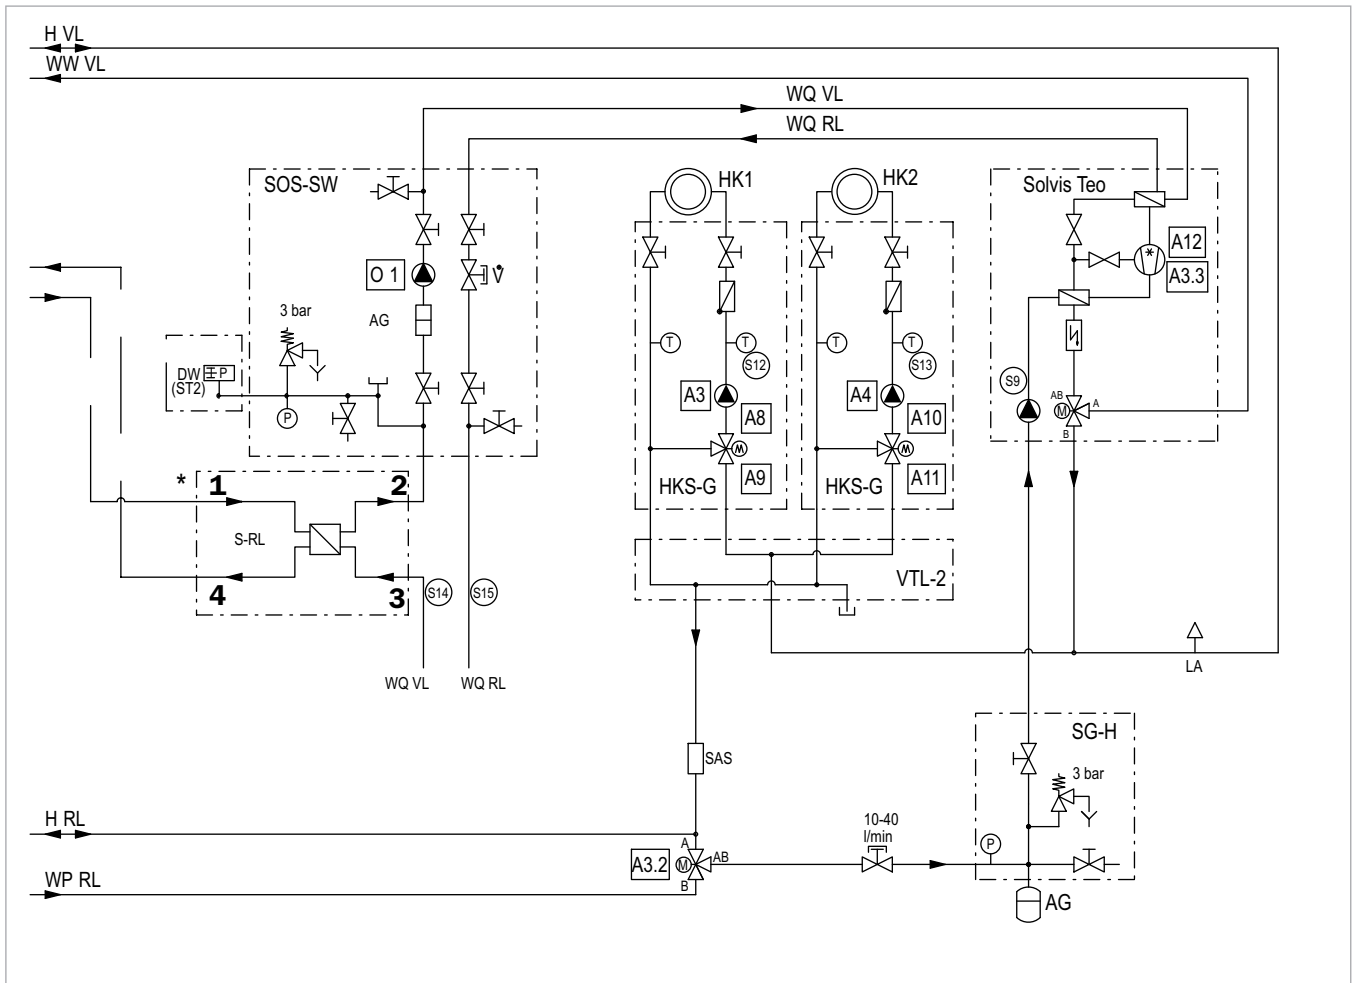 H VL
WW VL
WQ VL
WQ RL
SOS-SW
HK1
HK2
Solvis Teo
A12
A3.3
O 1
V̇
3 bar
AG
DW
(ST2)
P
P
T
T
S12
T
T
S13
S9
A3
A8
A4
A10
AB
M
A
B
M
A9
M
A11
HKS-G
HKS-G
*
1
2
S-RL
4
3
S14
S15
VTL-2
WQ VL
WQ RL
LA
SG-H
SAS
3 bar
H RL
10-40
l/min
A
A3.2
M
AB
B
P
WP RL
AG